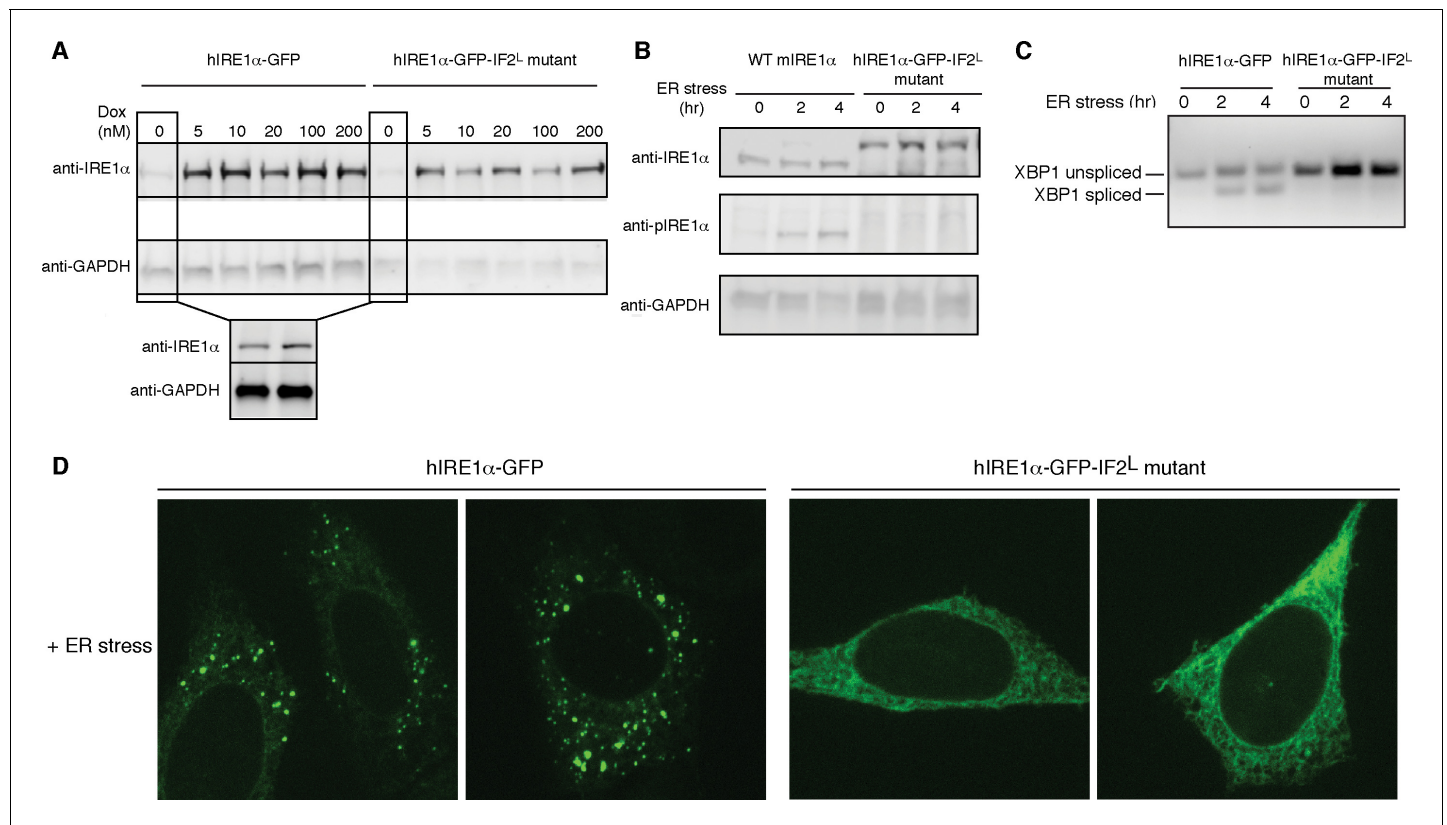 A
hIRE1α-GFP
hIRE1α-GFP-IF2L mutant
Dox
(nM)
0 5 10 20 100 200 0 5 10 20 100 200
anti-IRE1α
anti-GAPDH
anti-IRE1α
anti-GAPDH
B
WT mIRE1α
hIRE1α-GFP-IF2L
mutant
ER stress
(hr)
0 2 4 0 2 4
anti-IRE1α
anti-pIRE1α
anti-GAPDH
C
hIRE1α-GFP
hIRE1α-GFP-IF2L
mutant
ER stress (hr) 0 2 4 0 2 4
XBP1 unspliced
XBP1 spliced
D
hIRE1α-GFP
hIRE1α-GFP-IF2L mutant
+ ER stress